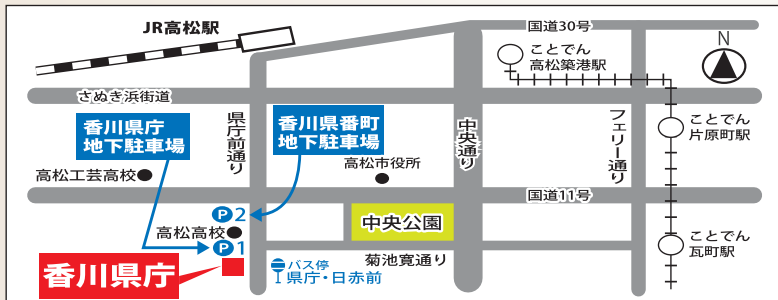 JR高松駅
国道30号
ことでん
高松築港駅
N
さぬき浜街道
香川県庁
地下駐車場
県庁前通り
香川県番町
地下駐車場
中央通り
フェリー通り
ことでん
片原町駅
高松市役所
高松工芸高校
国道11号
P2
中央公園
高松高校
P1
菊池寛通り
ことでん
瓦町駅
香川県庁
バス停
県庁・日赤前